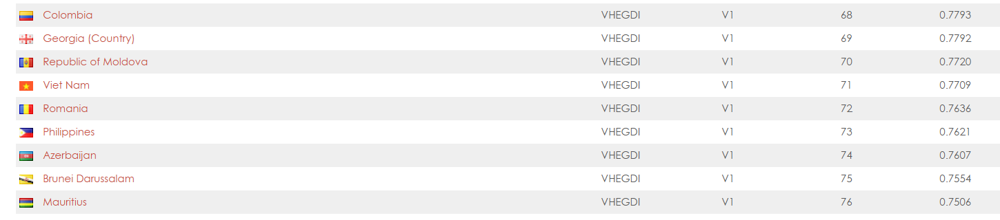 Colombia VHEGDI V1 68 0.7793
Georgia (Country) VHEGDI V1 69 0.7792
Republic of Moldova VHEGDI V1 70 0.7720
Viet Nam VHEGDI V1 71 0.7709
Romania VHEGDI V1 72 0.7636
Philippines VHEGDI V1 73 0.7621
Azerbaijan VHEGDI V1 74 0.7607
Brunei Darussalam VHEGDI V1 75 0.7554
Mauritius VHEGDI V1 76 0.7506